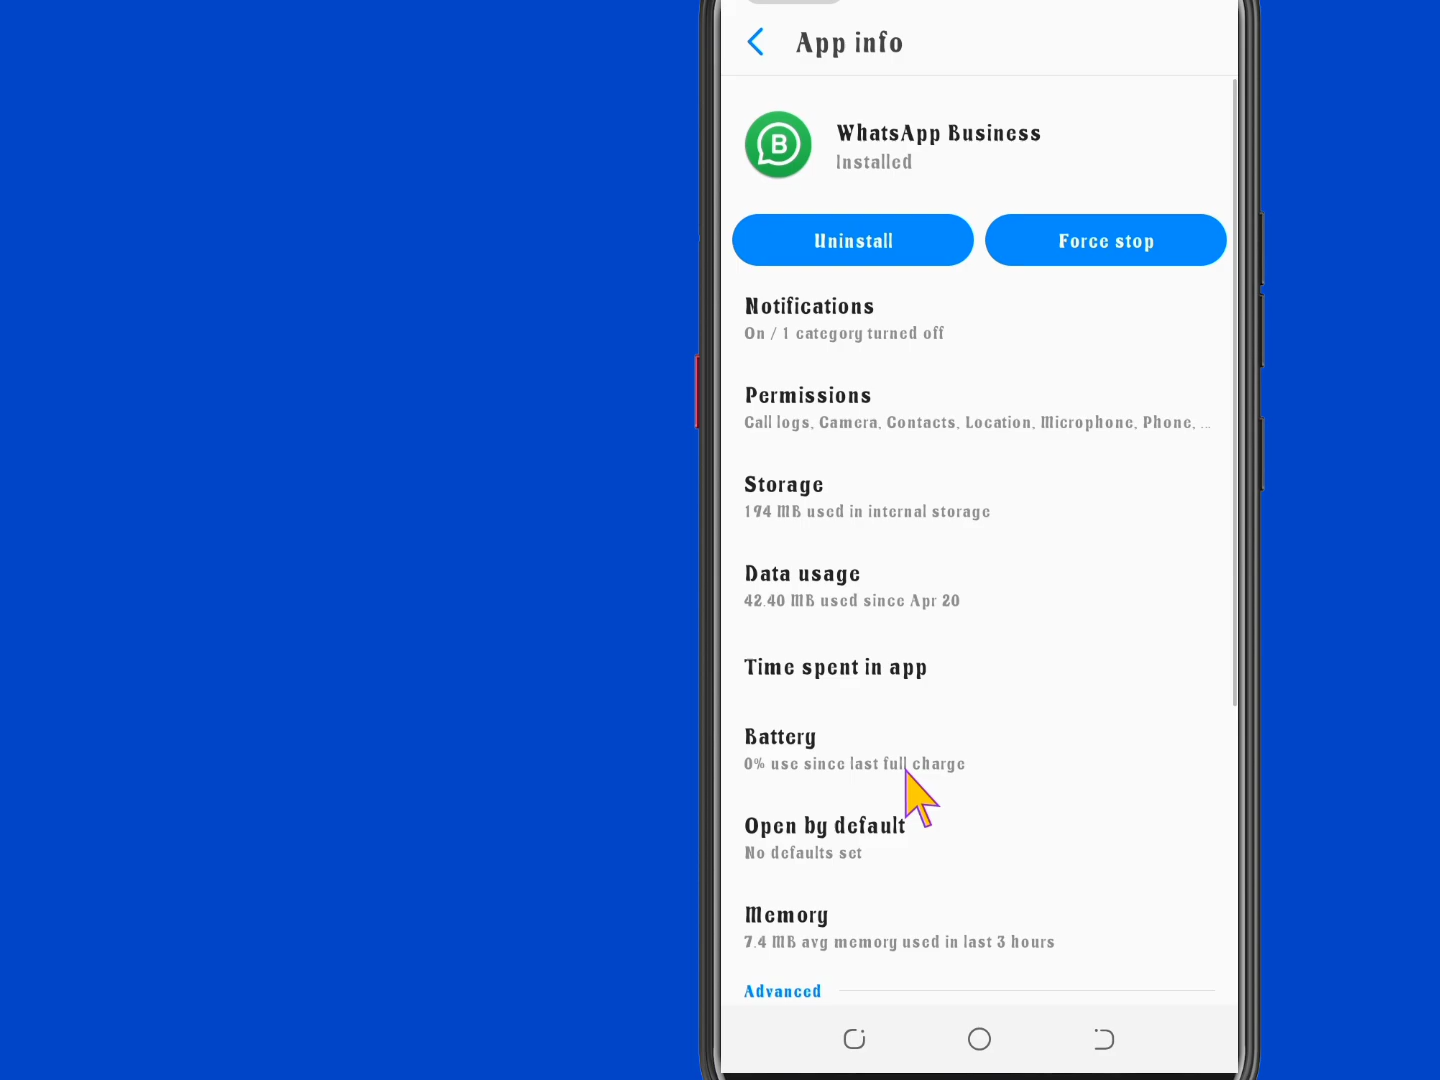 App info
B
WhatsApp Business
Installed
Uninstall
Force stop
Notifications
On / 1 category turned off
Permissions
Call logs, Camera, Contacts, Location, Microphone, Phone, ...
Storage
194 MB used in internal storage
Data usage
42.40 MB used since Apr 20
Time spent in app
Battery
0% use since last full charge
Open by default
No defaults set
Memory
7.4 MB avg memory used in last 3 hours
Advanced